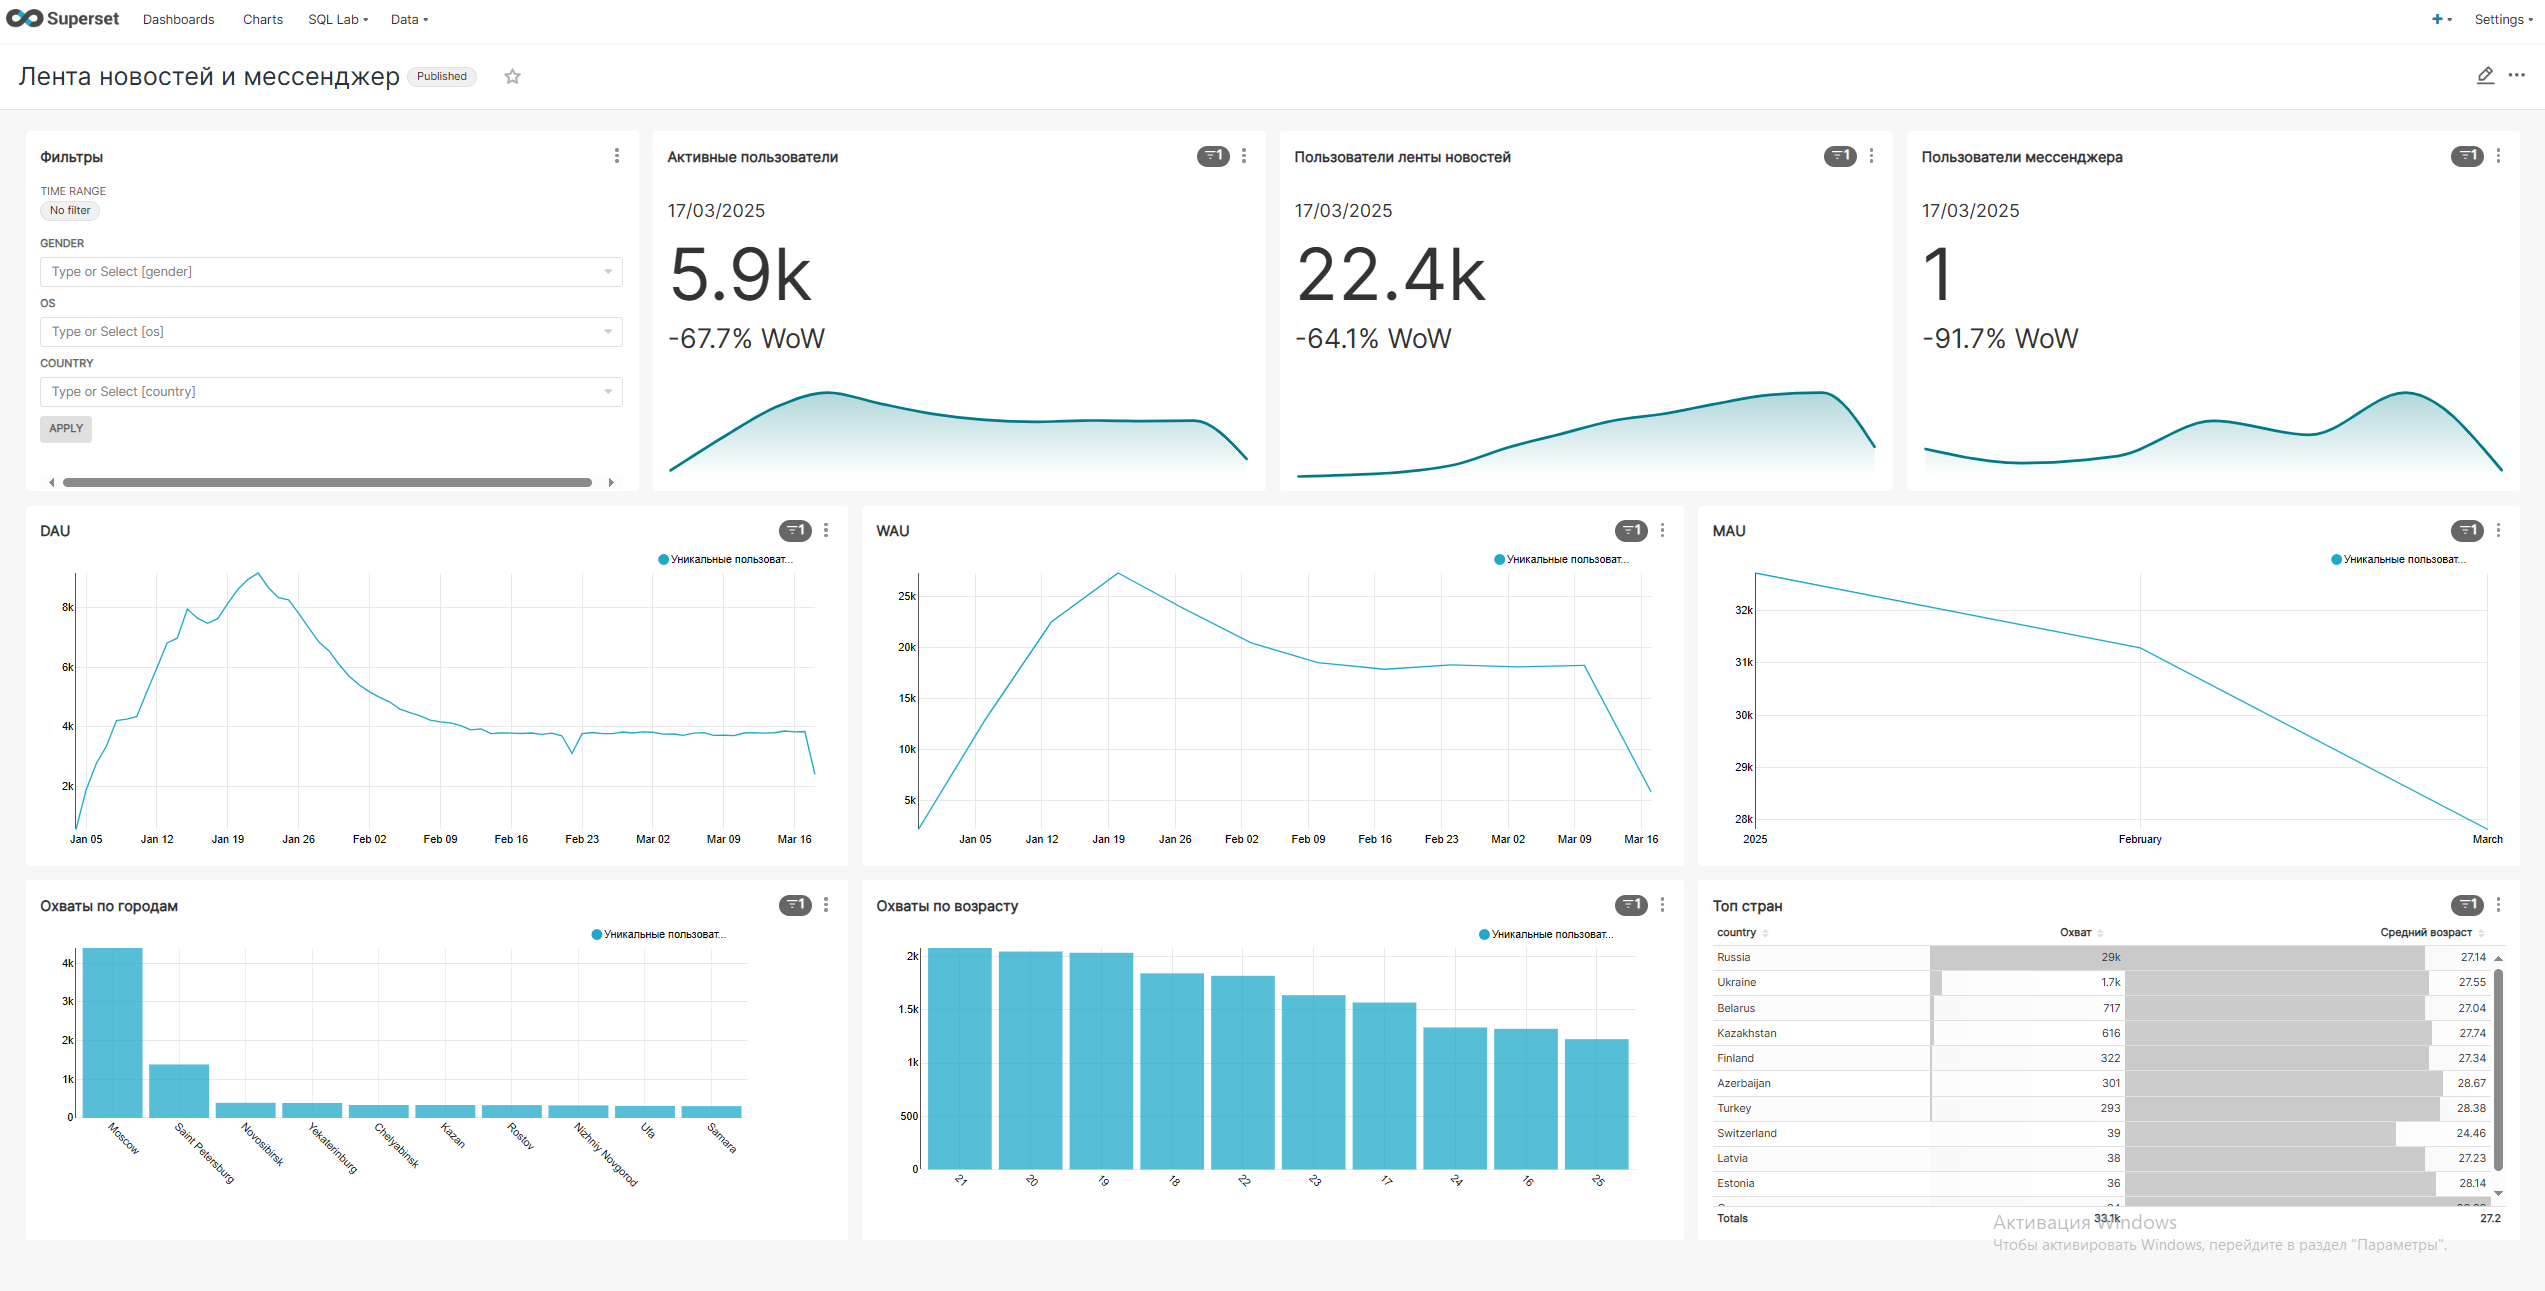 Superset Dashboards Charts SQL Lab Data Settings
Лента новостей и мессенджер Published
Фильтры
TIME RANGE
No filter
GENDER
Type or Select [gender]
OS
Type or Select [os]
COUNTRY
Type or Select [country]
APPLY
Активные пользователи 1
17/03/2025
5.9k
-67.7% WoW
Пользователи ленты новостей 1
17/03/2025
22.4k
-64.1% WoW
Пользователи мессенджера 1
17/03/2025
1
-91.7% WoW
DAU 1
Уникальные пользоват...
8k
6k
4k
2k
Jan 05 Jan 12 Jan 19 Jan 26 Feb 02 Feb 09 Feb 16 Feb 23 Mar 02 Mar 09 Mar 16
WAU 1
Уникальные пользоват...
25k
20k
15k
10k
5k
Jan 05 Jan 12 Jan 19 Jan 26 Feb 02 Feb 09 Feb 16 Feb 23 Mar 02 Mar 09 Mar 16
MAU 1
Уникальные пользоват...
32k
31k
30k
29k
28k
2025 February March
Охваты по городам 1
Уникальные пользоват...
4k
3k
2k
1k
0
Moscow Saint Petersburg Novosibirsk Yekaterinburg Chelyabinsk Kazan Rostov Nizhniy Novgorod Ufa Samara
Охваты по возрасту 1
Уникальные пользоват...
2k
1.5k
1k
500
0
21 20 19 18 22 23 17 24 16 25
Топ стран 1
country Охват Средний возраст
Russia 29k 27.14
Ukraine 1.7k 27.55
Belarus 717 27.04
Kazakhstan 616 27.74
Finland 322 27.34
Azerbaijan 301 28.67
Turkey 293 28.38
Switzerland 39 24.46
Latvia 38 27.23
Estonia 36 28.14
Totals 33.1k 27.2
Активация Windows
Чтобы активировать Windows, перейдите в раздел "Параметры".